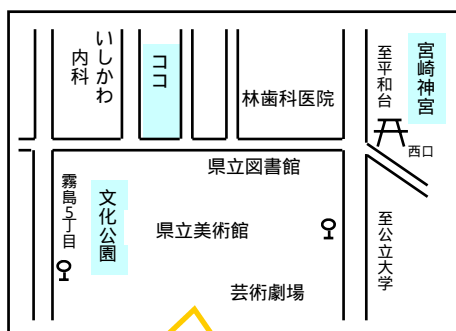 いしかわ
内科
ココ
林歯科医院
至平和台
宮崎神宮
西口
県立図書館
霧島5丁目
文化公園
県立美術館
至公立大学
芸術劇場